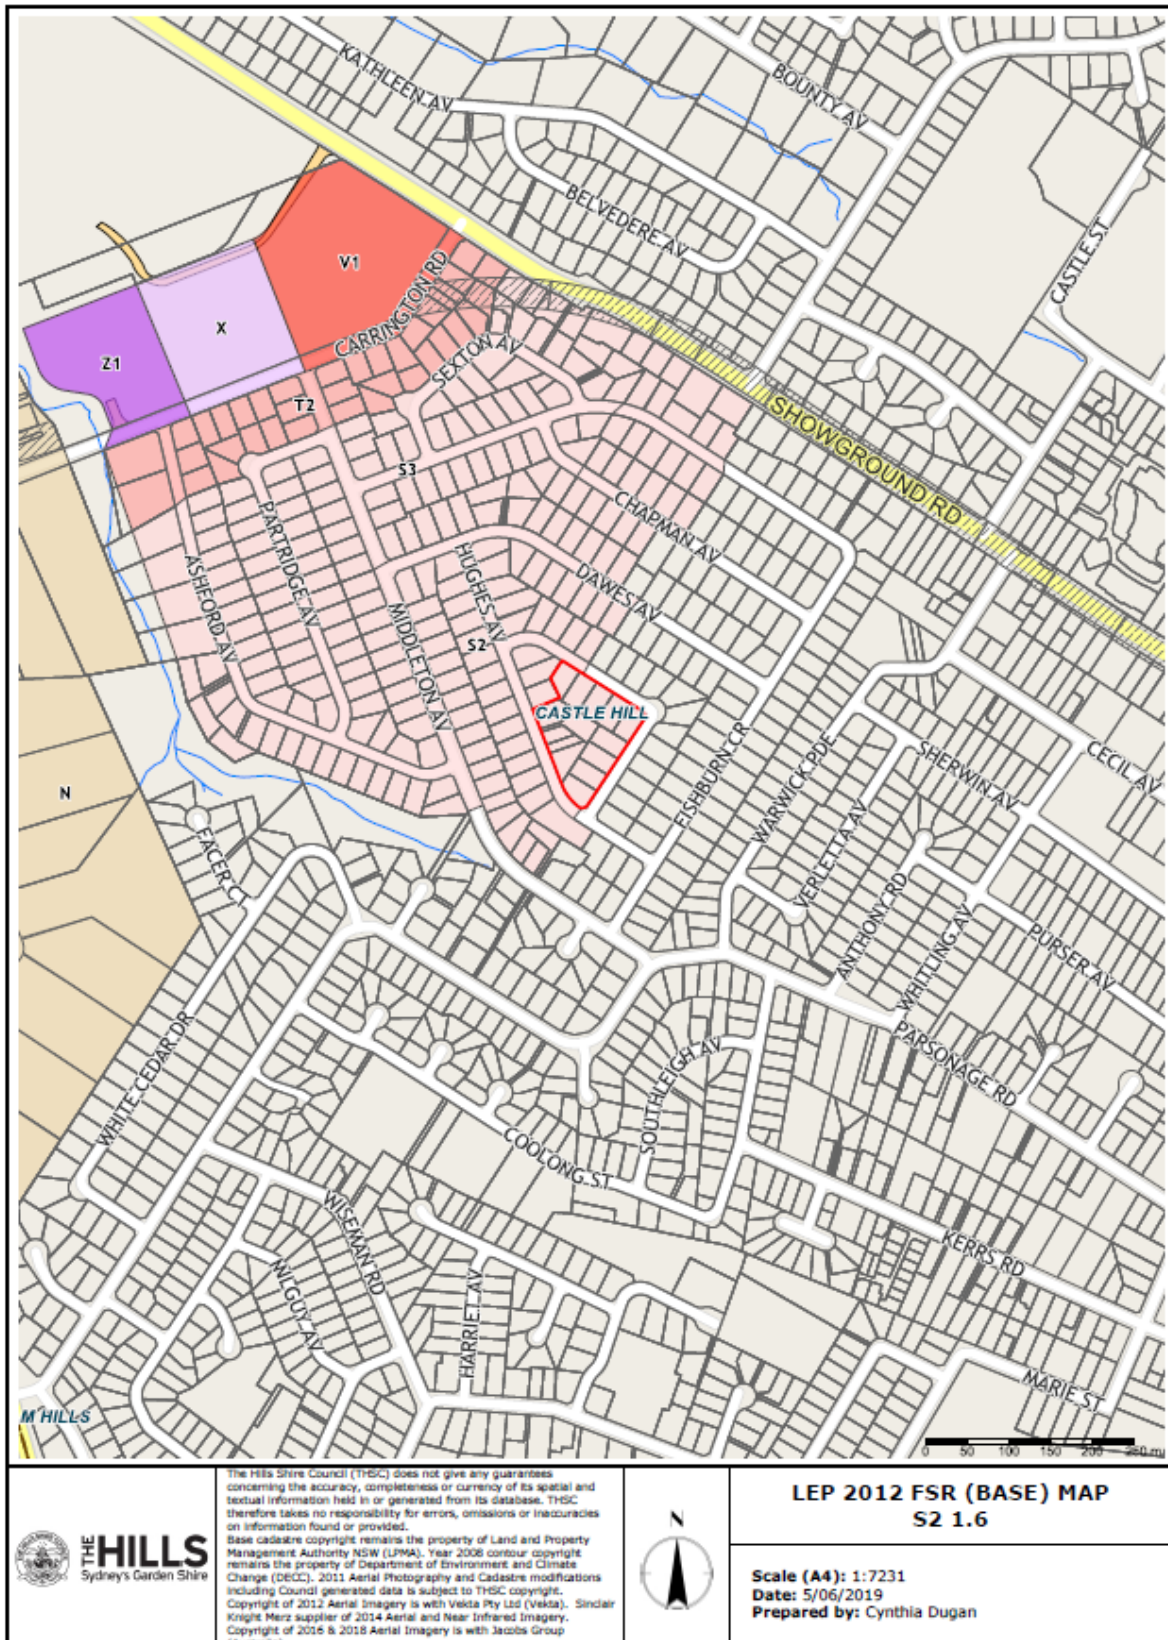 KATHLEEN AV
BOUNTY AV
BELVEDERE AV
CASTLE ST
V1
CARRINGTON RD
X
Z1
SEXTON AV
T2
SHOWGROUND RD
S3
CHAPMAN AV
PARTRIDGE AV
HUGHES AV
DAWES AV
ASHFORD AV
MIDDLETON AV
S2
CASTLE HILL
FISHBURN CR
WARWICK PDE
SHERWIN AV
CECIL AV
N
FACER CT
VERLETTA AV
ANTHONY RD
WHITLING AV
PURSER AV
WHITE CEDAR DR
PARSONAGE RD
SOUTHLEIGH AV
COOLONG ST
WISEMAN RD
KERRS RD
MILGUY AV
HARRIET AV
MARIE ST
M HILLS
0 50 100 150 200 250 m
THE HILLS
Sydney's Garden Shire
The Hills Shire Council (THSC) does not give any guarantees
concerning the accuracy, completeness or currency of its spatial and
textual information held in or generated from its database. THSC
therefore takes no responsibility for errors, omissions or inaccuracies
on information found or provided.
Base cadastre copyright remains the property of Land and Property
Management Authority NSW (LPMA). Year 2008 contour copyright
remains the property of Department of Environment and Climate
Change (DECC). 2011 Aerial Photography and Cadastre modifications
including Council generated data is subject to THSC copyright.
Copyright of 2012 Aerial Imagery is with Vekta Pty Ltd (Vekta). Sinclair
Knight Merz supplier of 2014 Aerial and Near Infrared Imagery.
Copyright of 2016 & 2018 Aerial Imagery is with Jacobs Group
N
LEP 2012 FSR (BASE) MAP
S2 1.6
Scale (A4): 1:7231
Date: 5/06/2019
Prepared by: Cynthia Dugan